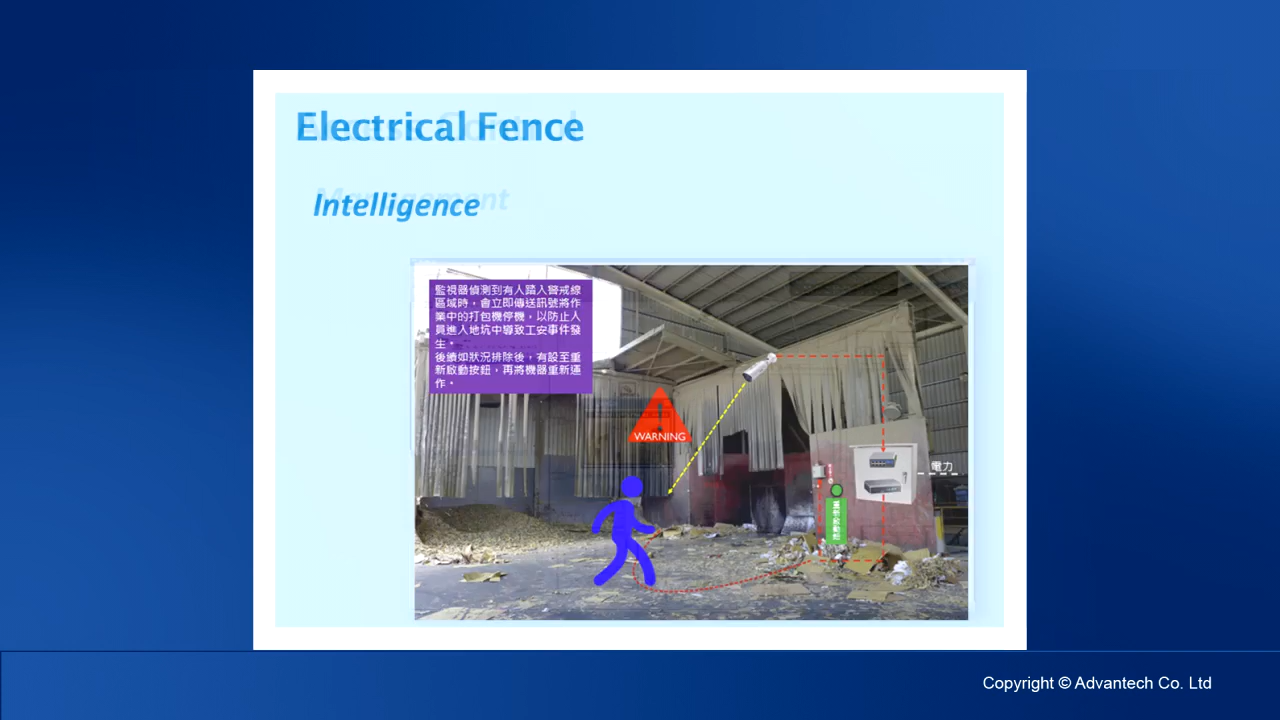 Electrical Fence
Intelligence
監視器偵測到有人踏入警戒線
區域時，會立即傳送訊號將作
業中的打包機停機，以防止人
員進入地坑中導致工安事件發
生。
後續如狀況排除後，有設至重
新啟動按鈕，再將機器重新運
作。
WARNING
電力
Copyright © Advantech Co. Ltd